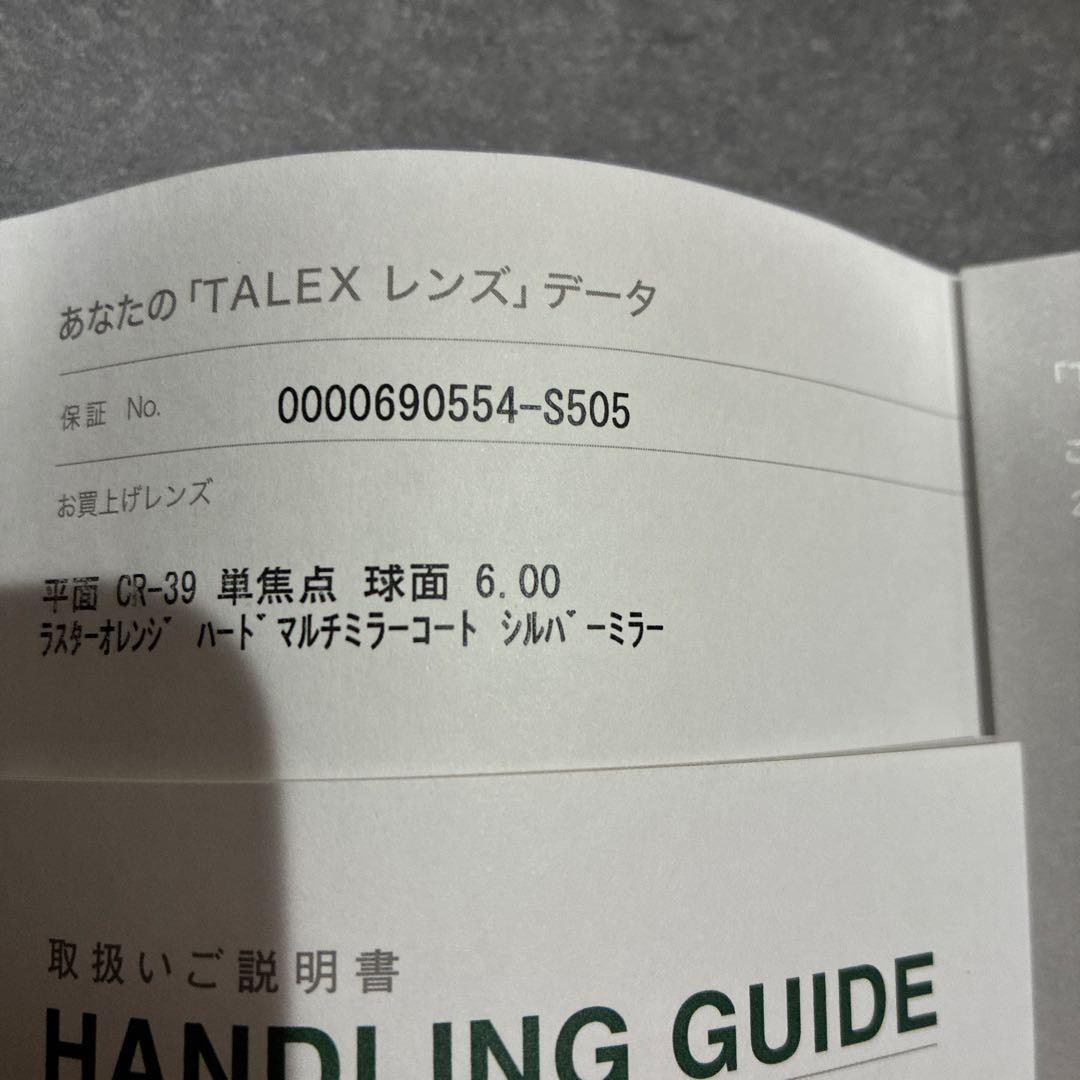 あなたの「TALEX レンズ」データ
保証 No. 0000690554-S505
お買上げレンズ
平面 CR-39 単焦点 球面 6.00
ﾗｽﾀｰｵﾚﾝｼﾞ ﾊｰﾄﾞﾏﾙﾁﾐﾗｰｺｰﾄ ｼﾙﾊﾞｰﾐﾗｰ
取扱いご説明書
HANDLING GUIDE